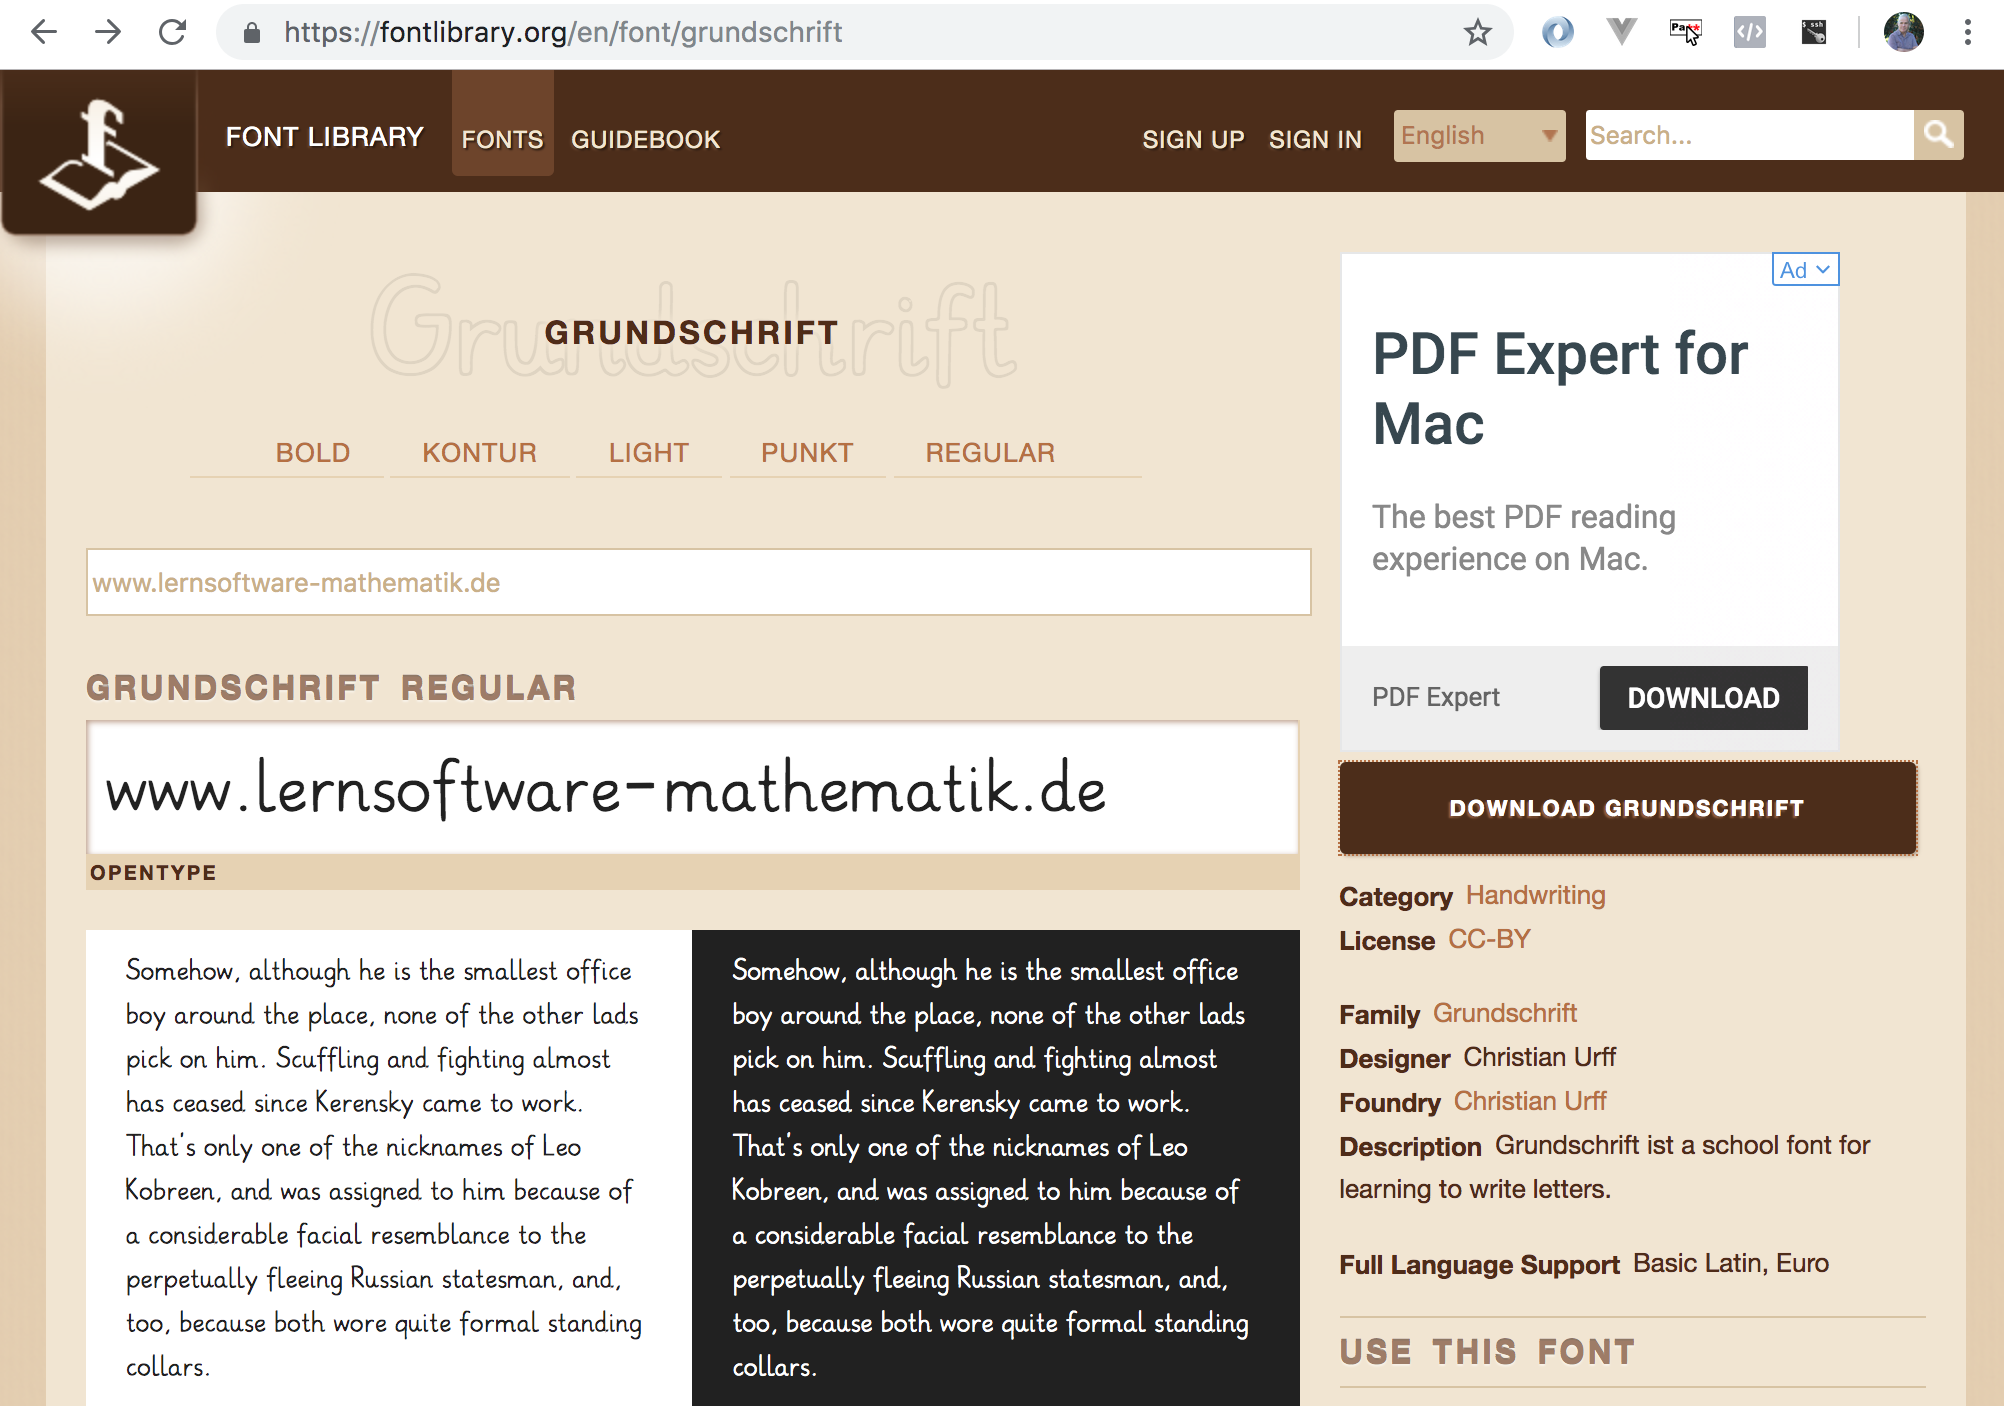 https://fontlibrary.org/en/font/grundschrift
FONT LIBRARY FONTS GUIDEBOOK SIGN UP SIGN IN English Search...
Grundschrift
GRUNDSCHRIFT
BOLD KONTUR LIGHT PUNKT REGULAR
www.lernsoftware-mathematik.de
GRUNDSCHRIFT REGULAR
www.lernsoftware-mathematik.de
OPENTYPE
Somehow, although he is the smallest office
boy around the place, none of the other lads
pick on him. Scuffling and fighting almost
has ceased since Kerensky came to work.
That's only one of the nicknames of Leo
Kobreen, and was assigned to him because of
a considerable facial resemblance to the
perpetually fleeing Russian statesman, and,
too, because both wore quite formal standing
collars.
Somehow, although he is the smallest office
boy around the place, none of the other lads
pick on him. Scuffling and fighting almost
has ceased since Kerensky came to work.
That's only one of the nicknames of Leo
Kobreen, and was assigned to him because of
a considerable facial resemblance to the
perpetually fleeing Russian statesman, and,
too, because both wore quite formal standing
collars.
Ad
PDF Expert for
Mac
The best PDF reading
experience on Mac.
PDF Expert DOWNLOAD
DOWNLOAD GRUNDSCHRIFT
Category Handwriting
License CC-BY
Family Grundschrift
Designer Christian Urff
Foundry Christian Urff
Description Grundschrift ist a school font for
learning to write letters.
Full Language Support Basic Latin, Euro
USE THIS FONT